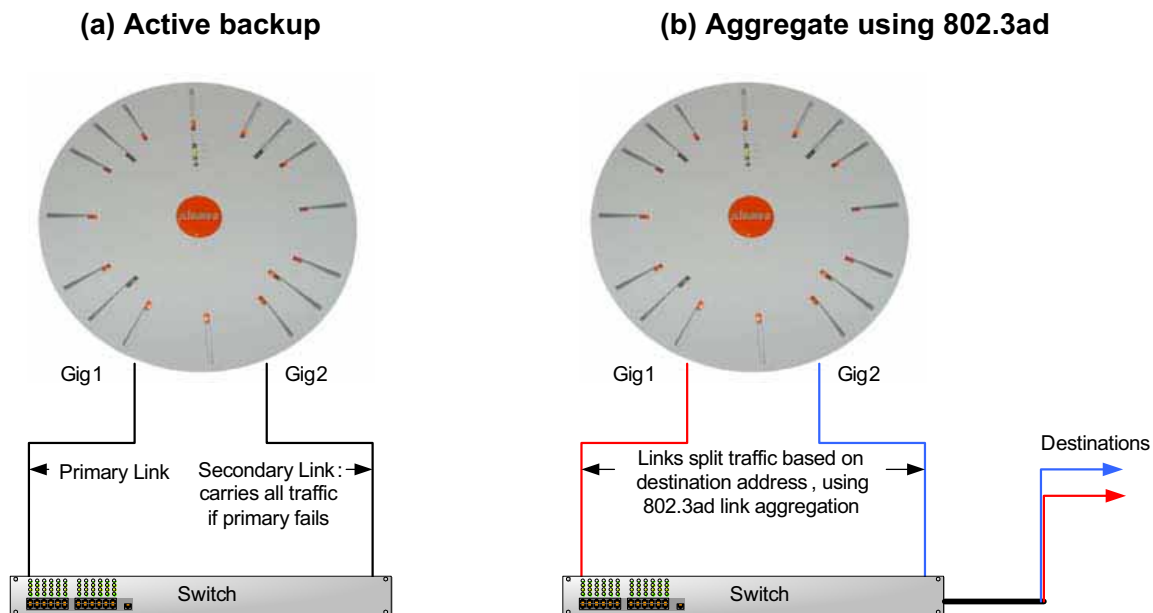 (a) Active backup
(b) Aggregate using 802.3ad
Gig1
Gig2
Primary Link
Secondary Link :
carries all traffic
if primary fails
Switch
Gig1
Gig2
Links split traffic based on
destination address , using
802.3ad link aggregation
Destinations
Switch